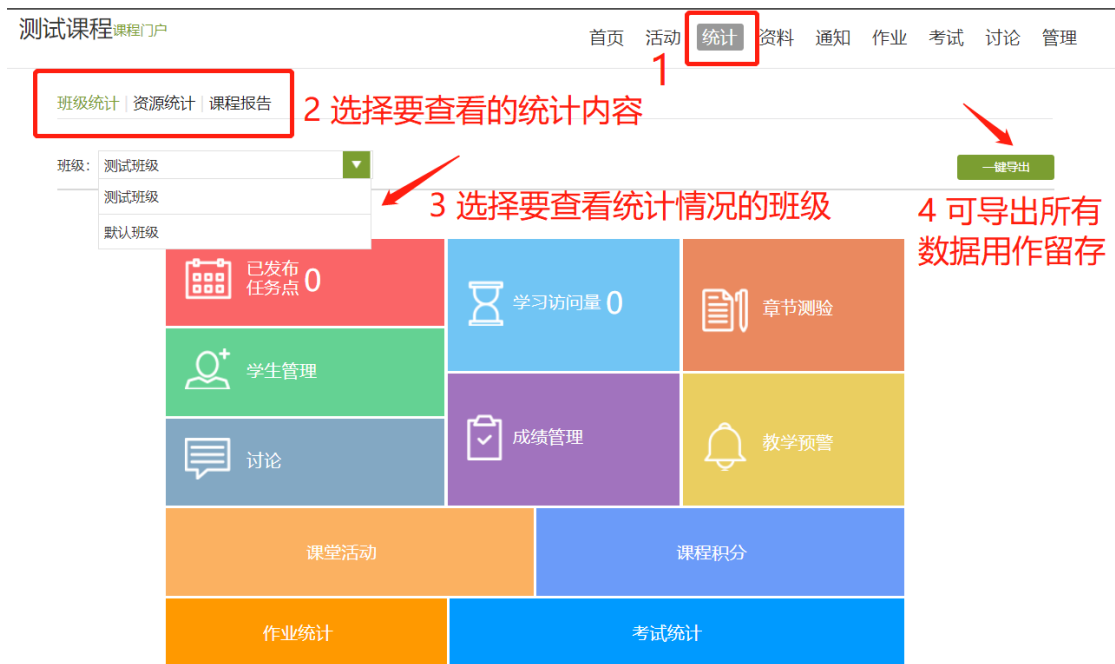 测试课程课程门户
首页 活动 统计 资料 通知 作业 考试 讨论 管理
1
班级统计 | 资源统计 | 课程报告
2 选择要查看的统计内容
班级： 测试班级
一键导出
测试班级
默认班级
3 选择要查看统计情况的班级
4 可导出所有
数据用作留存
已发布
任务点 0
学习访问量 0
章节测验
学生管理
成绩管理
教学预警
讨论
课堂活动
课程积分
作业统计
考试统计